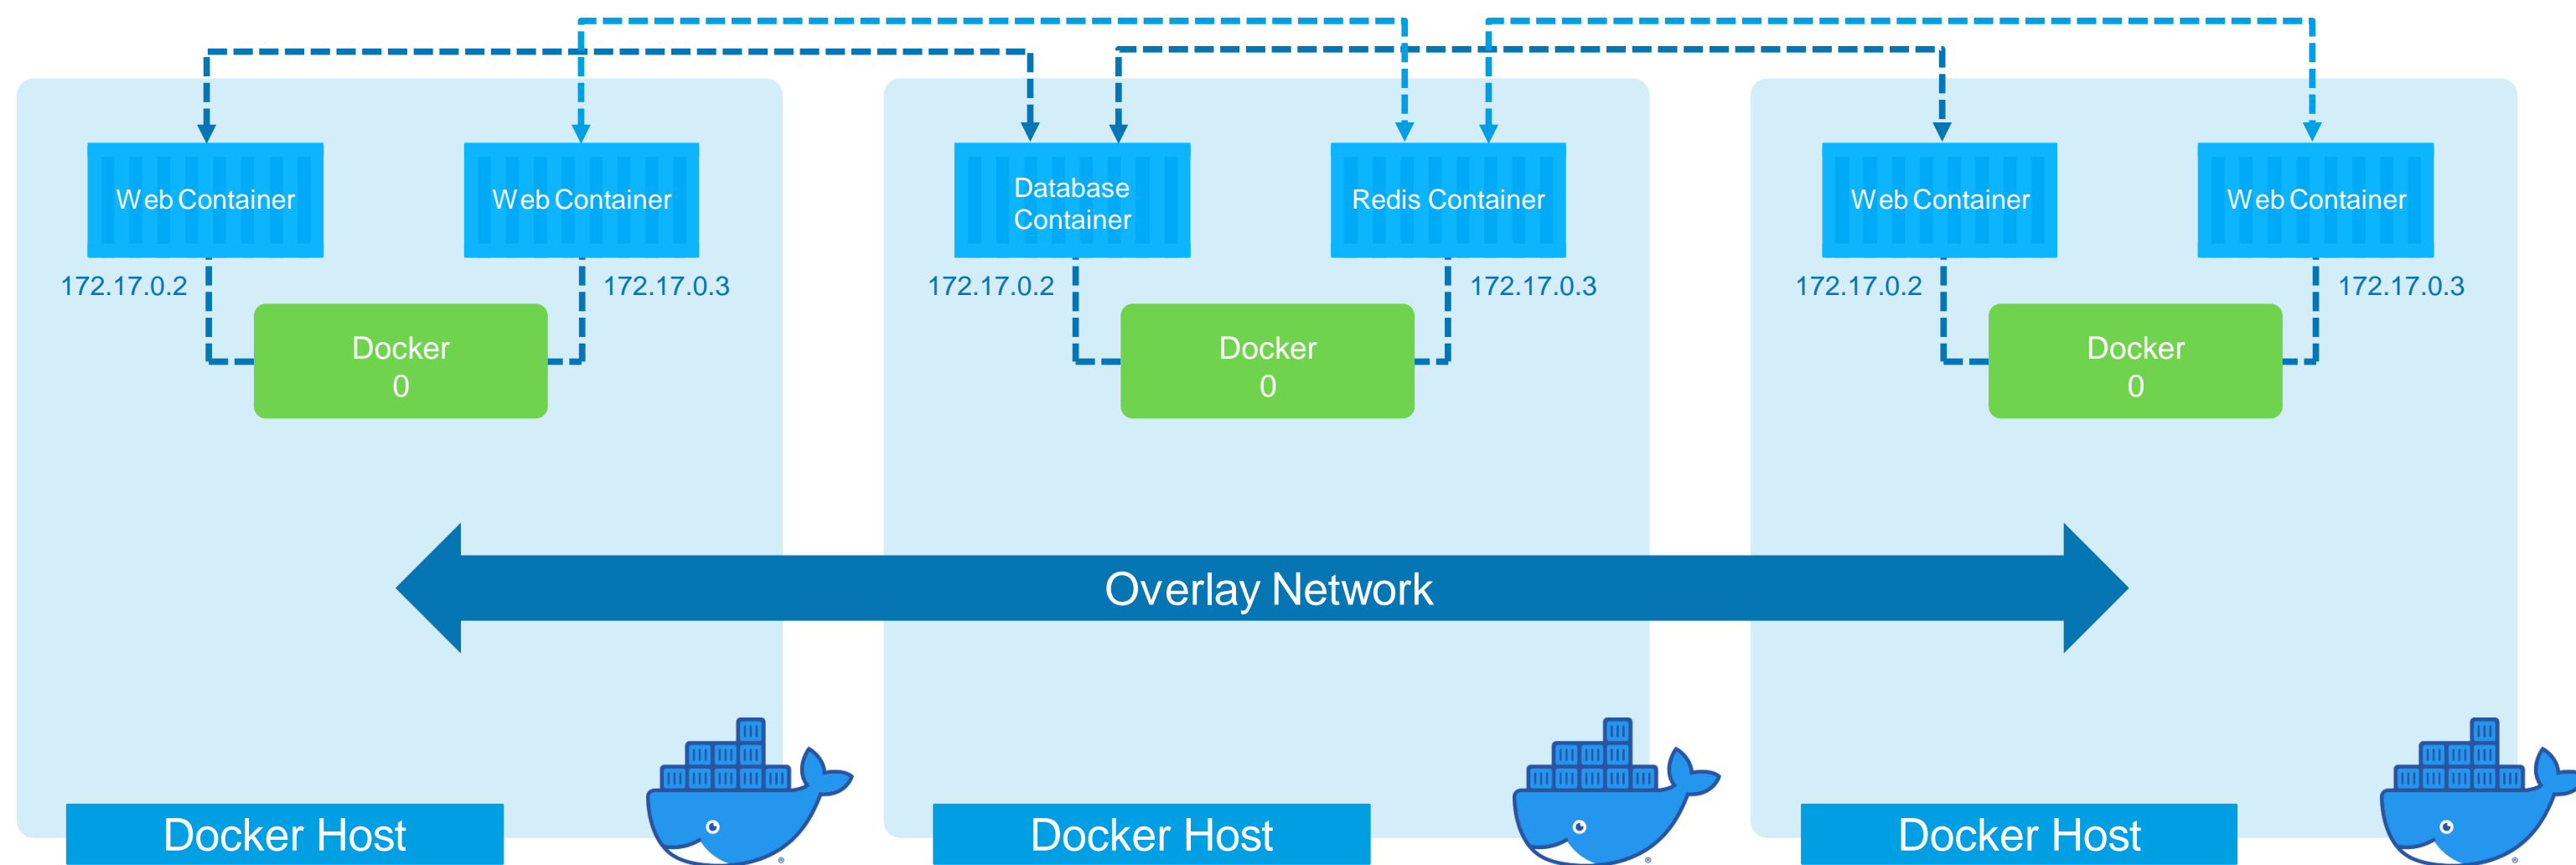 Web Container
Web Container
Database
Container
Redis Container
Web Container
Web Container
172.17.0.2
172.17.0.3
172.17.0.2
172.17.0.3
172.17.0.2
172.17.0.3
Docker
0
Docker
0
Docker
0
Overlay Network
Docker Host
®
Docker Host
®
Docker Host
®